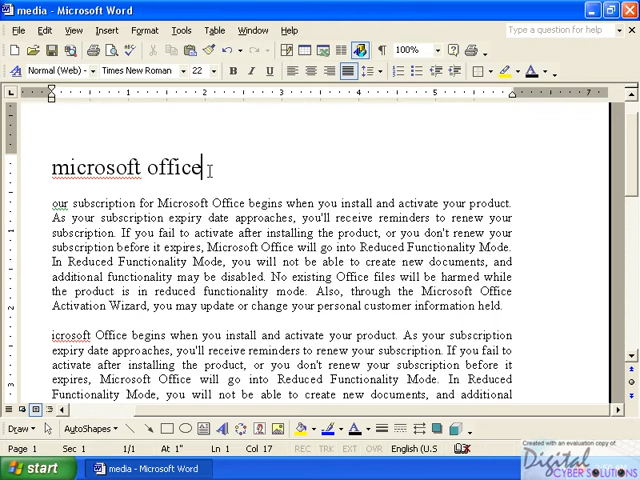 media - Microsoft Word
File Edit View Insert Format Tools Table Window Help Type a question for help
100%
Normal (Web) Times New Roman 22 B I U
1 2 3 4 5 6 7
microsoft office
our subscription for Microsoft Office begins when you install and activate your product.
As your subscription expiry date approaches, you'll receive reminders to renew your
subscription. If you fail to activate after installing the product, or you don't renew your
subscription before it expires, Microsoft Office will go into Reduced Functionality Mode.
In Reduced Functionality Mode, you will not be able to create new documents, and
additional functionality may be disabled. No existing Office files will be harmed while
the product is in reduced functionality mode. Also, through the Microsoft Office
Activation Wizard, you may update or change your personal customer information held.
icrosoft Office begins when you install and activate your product. As your subscription
expiry date approaches, you'll receive reminders to renew your subscription. If you fail to
activate after installing the product, or you don't renew your subscription before it
expires, Microsoft Office will go into Reduced Functionality Mode. In Reduced
Functionality Mode, you will not be able to create new documents, and additional
Draw AutoShapes
Page 1 Sec 1 1/1 At 1" Ln 1 Col 17 REC TRK EXT OVR English (U.S
Created with an evaluation copy of
Digital
CYBER SOLUTIONS
start media - Microsoft Word